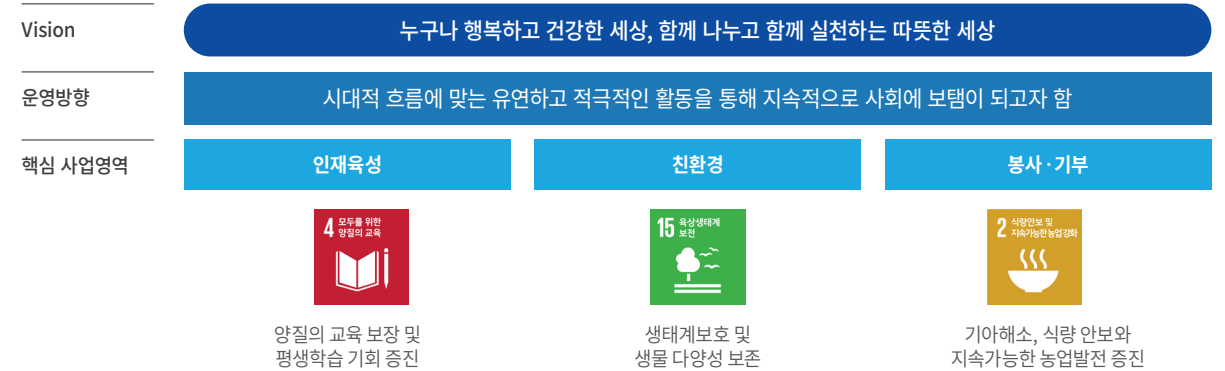 Vision
누구나 행복하고 건강한 세상, 함께 나누고 함께 실천하는 따뜻한 세상
운영방향
시대적 흐름에 맞는 유연하고 적극적인 활동을 통해 지속적으로 사회에 보탬이 되고자 함
핵심 사업영역
인재육성
친환경
봉사·기부
4 모두를 위한
양질의 교육
15 육상생태계
보전
2 식량안보 및
지속가능한농업강화
양질의 교육 보장 및
평생학습 기회 증진
생태계보호 및
생물 다양성 보존
기아해소, 식량 안보와
지속가능한 농업발전 증진